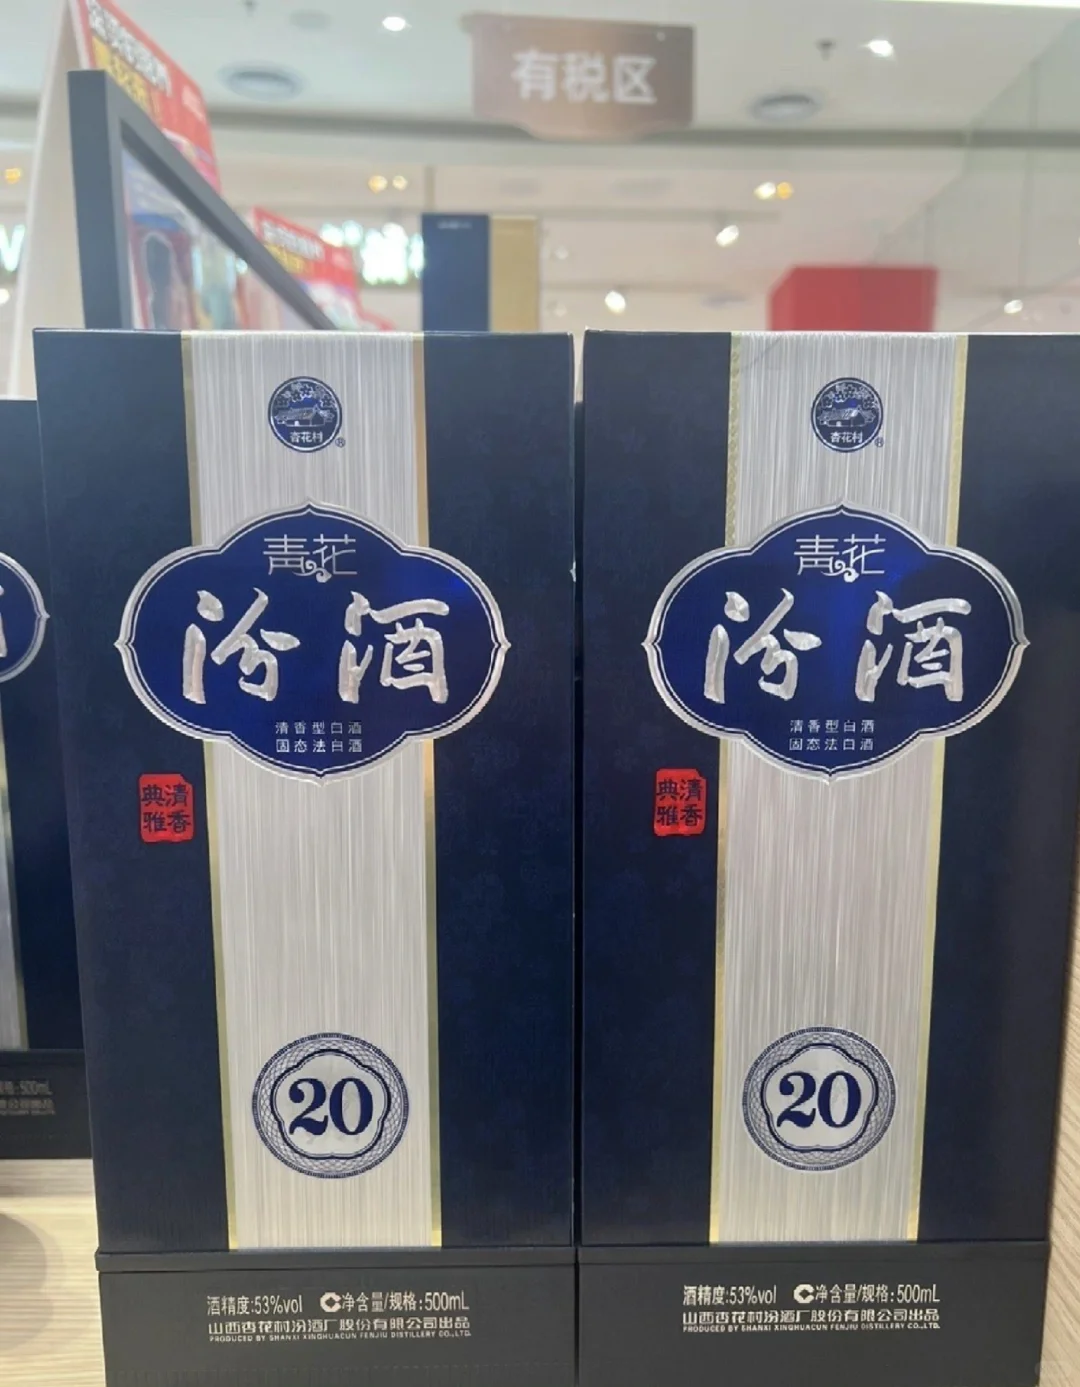 有税区
杏花村®
青花
汾酒
清香型白酒
固态法白酒
清香
典雅
20
酒精度:53%vol 净含量/规格:500mL
山西杏花村汾酒厂股份有限公司出品
PRODUCED BY SHANXI XINGHUACUN FENJIU DISTILLERY CO.,LTD.
杏花村®
青花
汾酒
清香型白酒
固态法白酒
清香
典雅
20
酒精度:53%vol 净含量/规格:500mL
山西杏花村汾酒厂股份有限公司出品
PRODUCED BY SHANXI XINGHUACUN FENJIU DISTILLERY CO.,LTD.